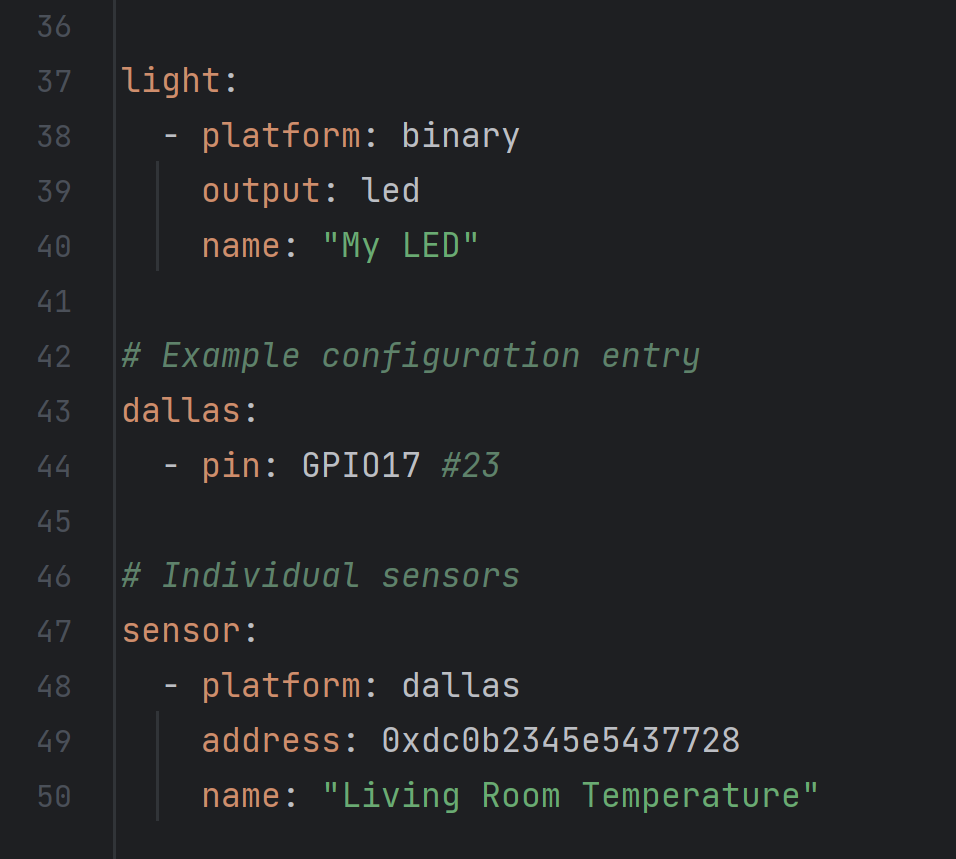 36
37 light:
38   - platform: binary
39     output: led
40     name: "My LED"
41
42 # Example configuration entry
43 dallas:
44   - pin: GPIO17 #23
45
46 # Individual sensors
47 sensor:
48   - platform: dallas
49     address: 0xdc0b2345e5437728
50     name: "Living Room Temperature"